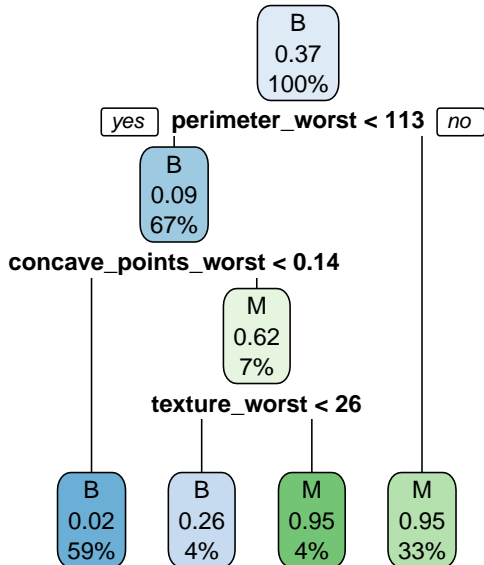 B
0.37
100%
yes perimeter_worst < 113 no
B
0.09
67%
concave_points_worst < 0.14
M
0.62
7%
texture_worst < 26
B B M M
0.02 0.26 0.95 0.95
59% 4% 4% 33%